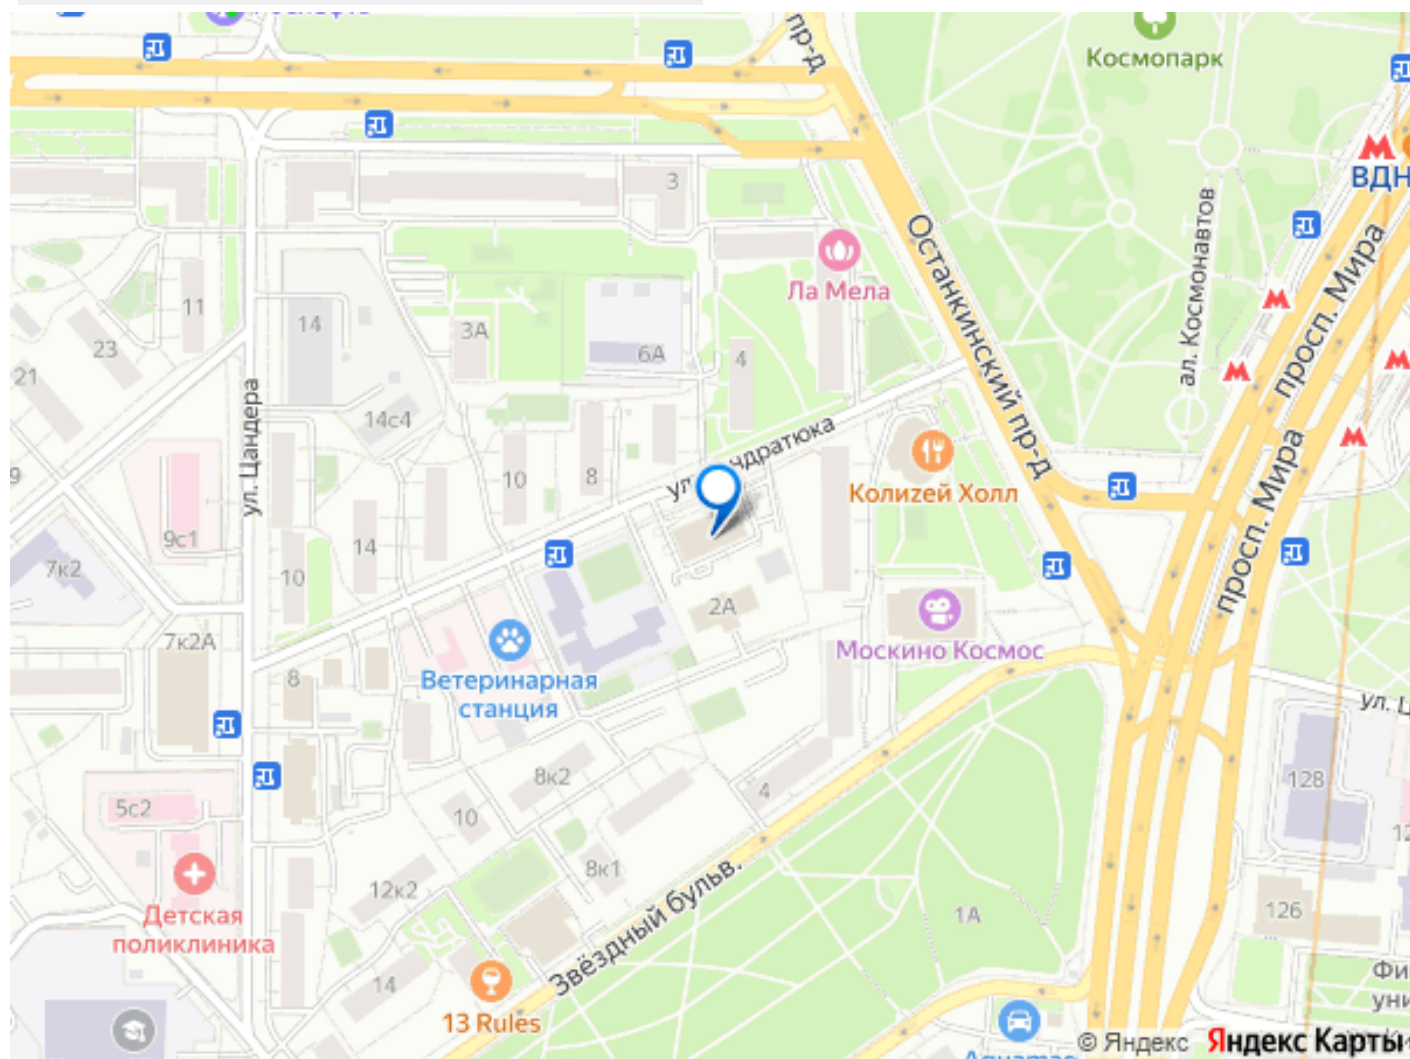 пр-д
Космопарк
ВДН
3
Останкинский пр-д
ал. Космонавтов
просп. Мира
Ла Мела
11
14
3А
6А
4
23
21
ул. Цандера
14с4
ндратюка
ул.
просп. Мира
Колизей Холл
10
8
9
9с1
14
7к2
10
2А
7к2А
Москино Космос
Ветеринарная
станция
8
ул. Ц
8к2
4
128
5с2
10
12
8к1
12к2
Звёздный бульв.
1А
126
Детская
поликлиника
14
Фи
уни
13 Rules
© Яндекс Яндекс Карты